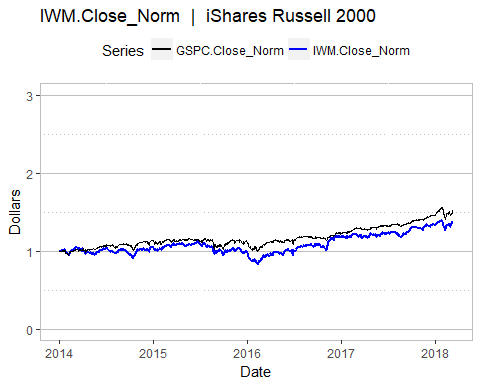 IWM.Close_Norm | iShares Russell 2000
Series GSPC.Close_Norm IWM.Close_Norm
3
2
1
0
Dollars
2014 2015 2016 2017 2018
Date